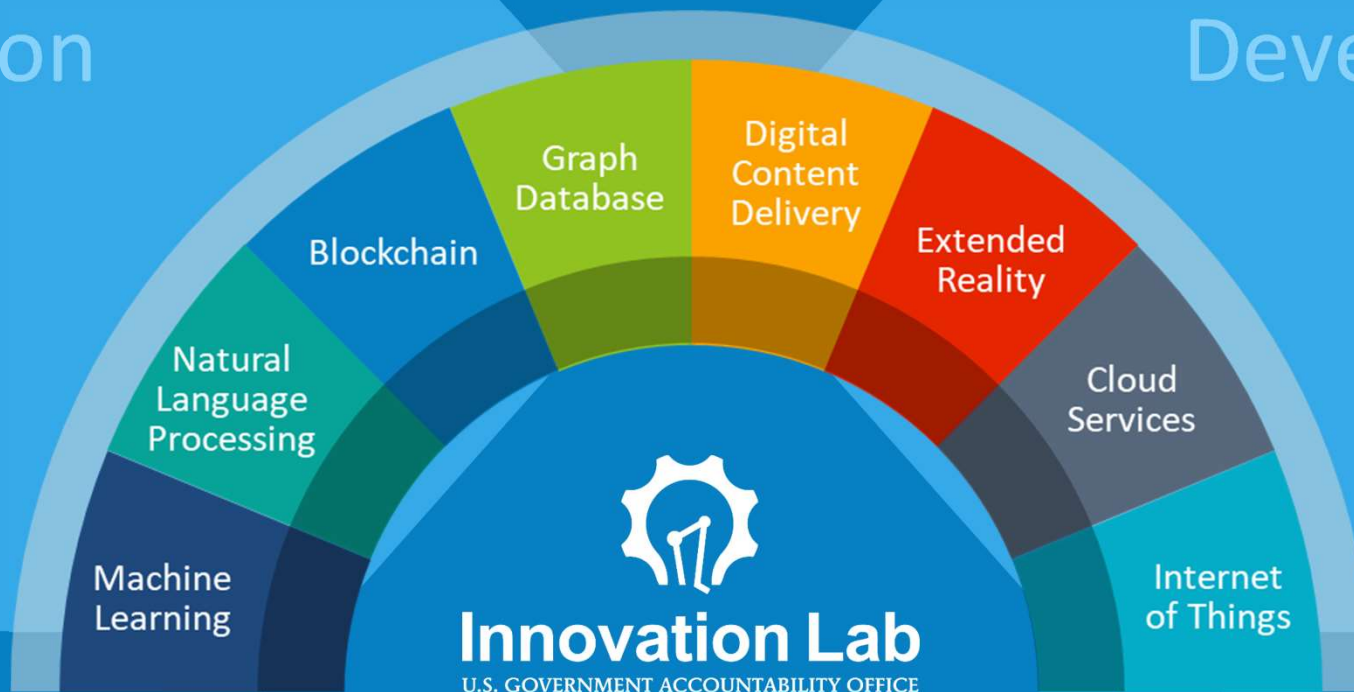 on
Deve
Graph
Database
Digital
Content
Delivery
Blockchain
Extended
Reality
Natural
Language
Processing
Cloud
Services
Machine
Learning
Internet
of Things
Innovation Lab
U.S. GOVERNMENT ACCOUNTABILITY OFFICE